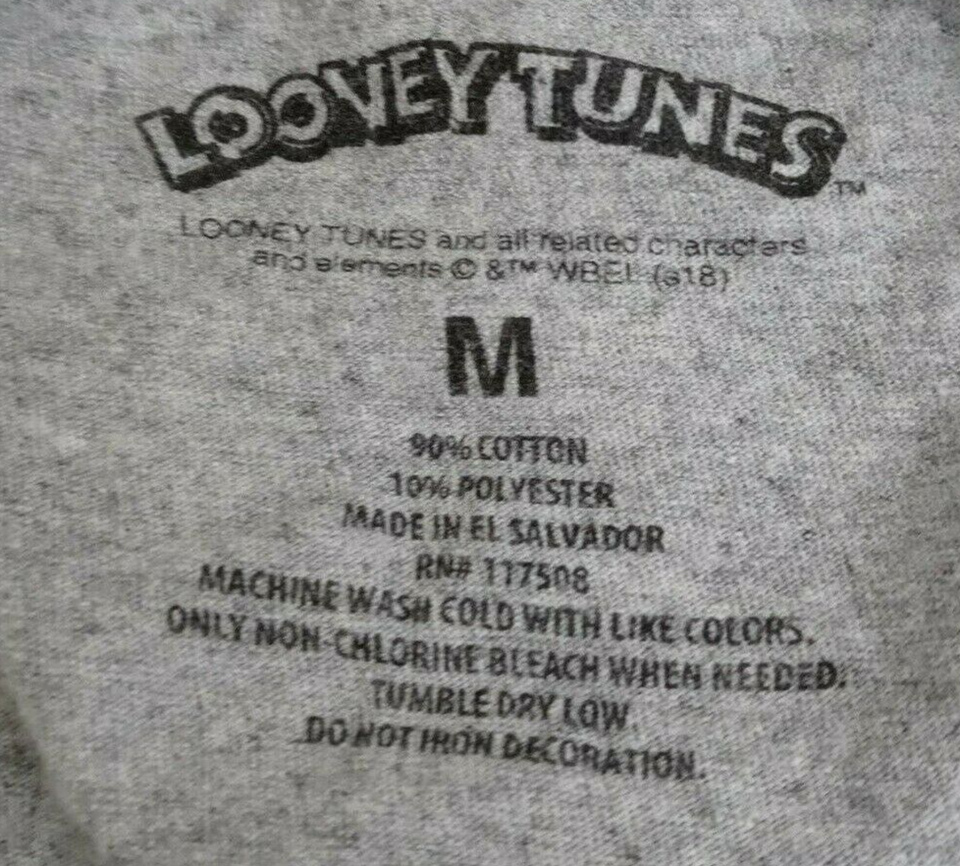 LOONEY TUNES™
LOONEY TUNES and all related characters
and elements © &™ WBEI (s18)
M
90% COTTON
10% POLYESTER
MADE IN EL SALVADOR
RN# 117508
MACHINE WASH COLD WITH LIKE COLORS.
ONLY NON-CHLORINE BLEACH WHEN NEEDED.
TUMBLE DRY LOW.
DO NOT IRON DECORATION.